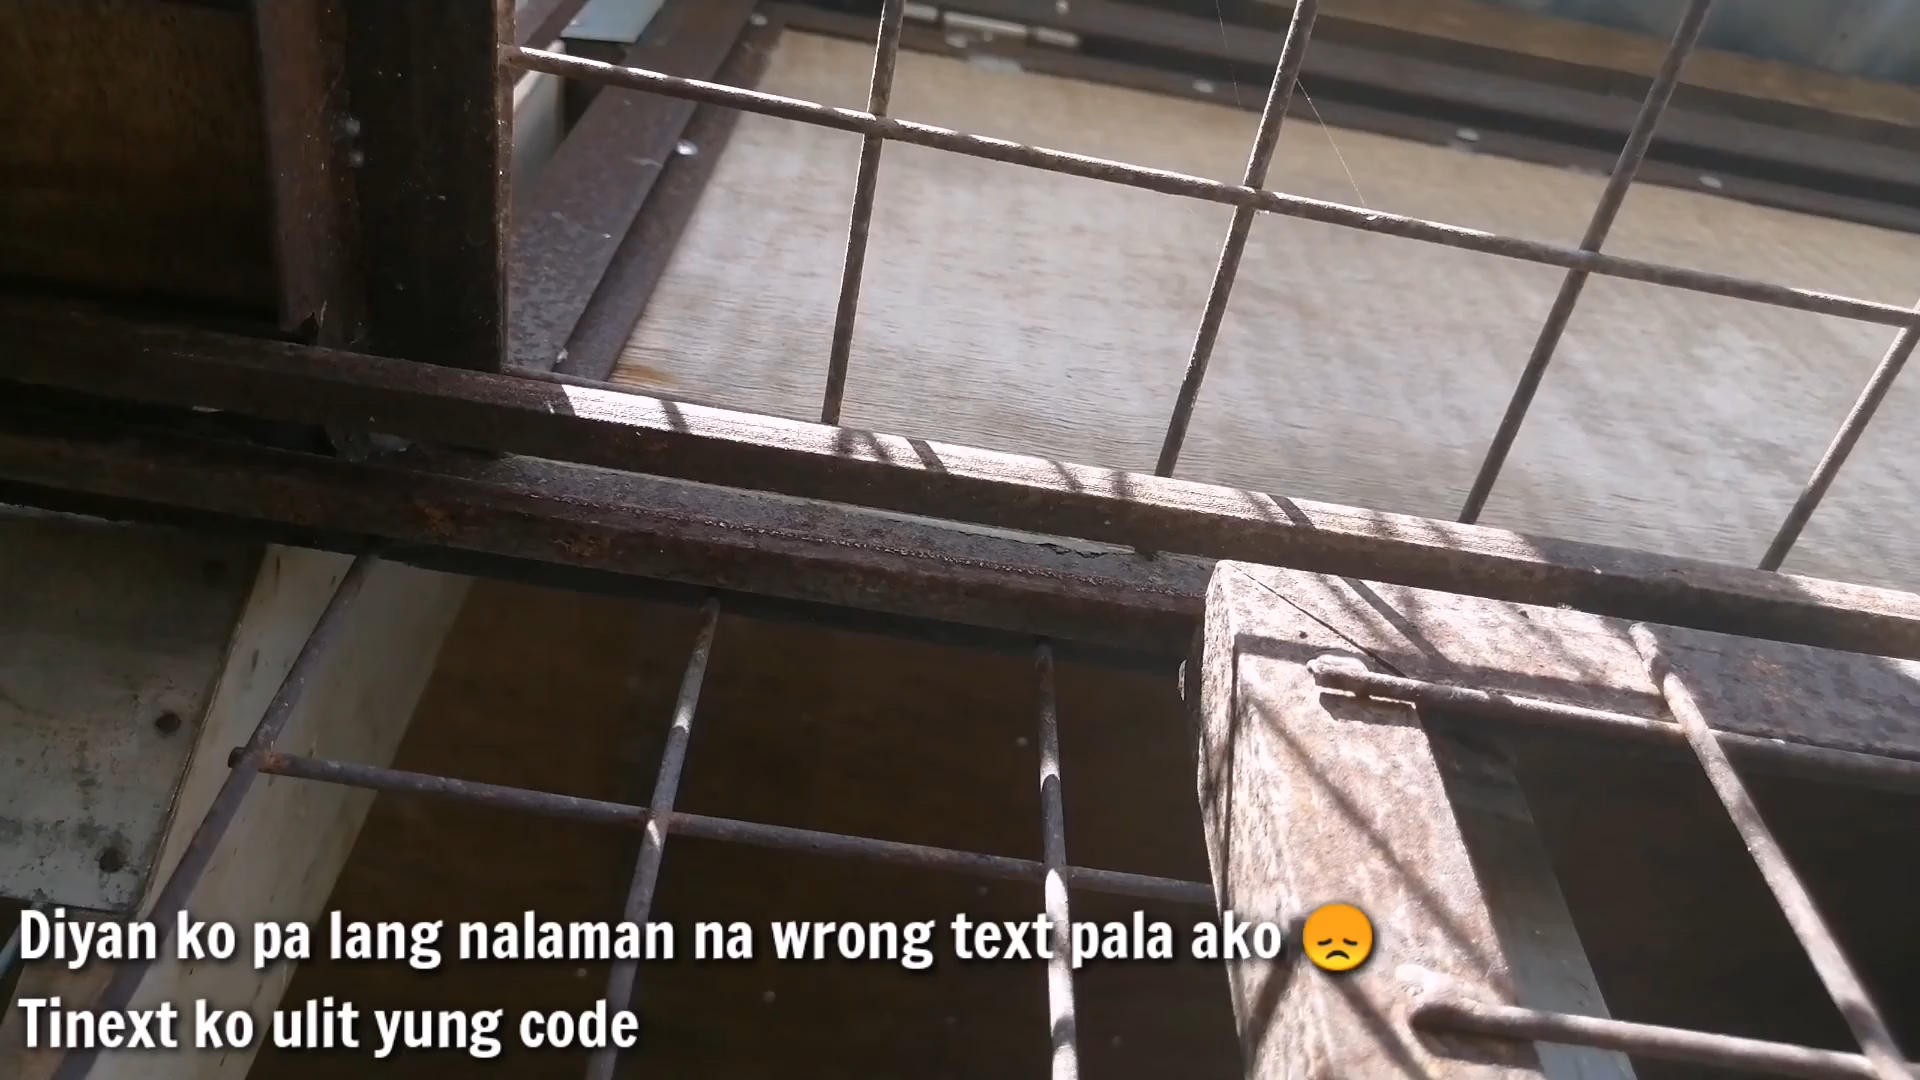 Diyan ko pa lang nalaman na wrong text pala ako 😞
Tinext ko ulit yung code